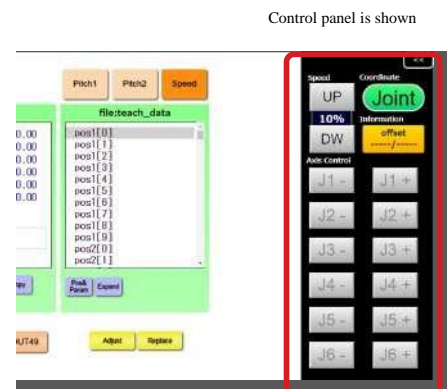 Control panel is shown
<<
Pitch1 Pitch2 Speed
Speed Coordinate
UP Joint
10% Information
DW offset
-----/-----
file:teach_data
0.00
0.00
0.00
0.00
0.00
0.00
pos1[0]
pos1[1]
pos1[2]
pos1[3]
pos1[4]
pos1[5]
pos1[6]
pos1[7]
pos1[8]
pos1[9]
pos2[0]
pos2[1]
Axis Control
J1 - J1 +
J2 - J2 +
J3 - J3 +
J4 - J4 +
J5 - J5 +
J6 - J6 +
Pos&
Param Expend
UT49 Adjust Replace